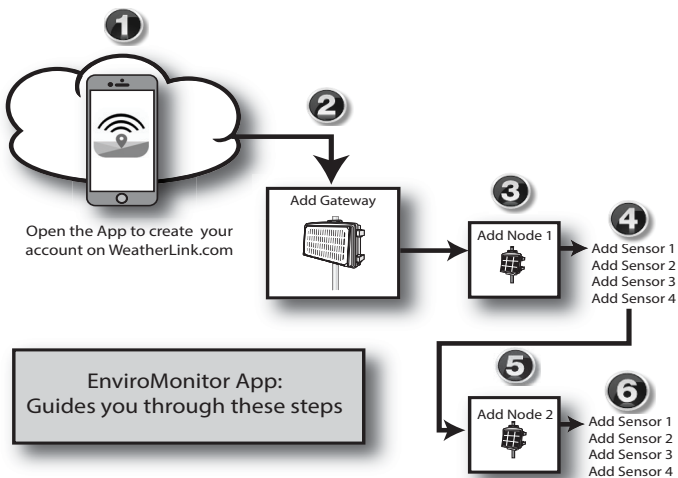 1
Open the App to create your
account on WeatherLink.com
2
Add Gateway
3
Add Node 1
4
Add Sensor 1
Add Sensor 2
Add Sensor 3
Add Sensor 4
EnviroMonitor App:
Guides you through these steps
5
Add Node 2
6
Add Sensor 1
Add Sensor 2
Add Sensor 3
Add Sensor 4